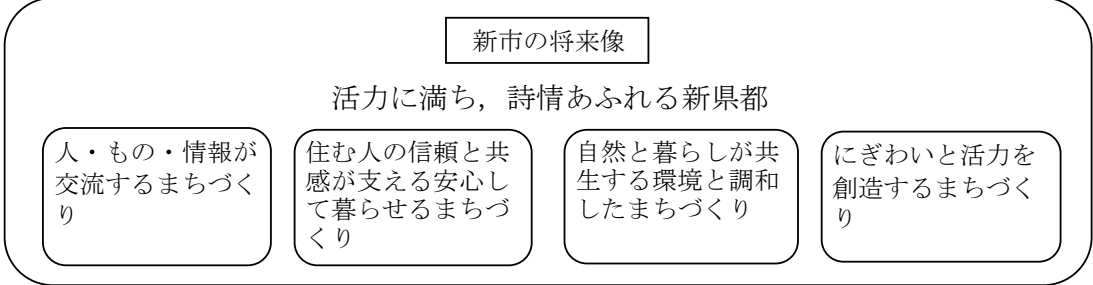 新市の将来像
活力に満ち，詩情あふれる新県都
人・もの・情報が
交流するまちづく
り
住む人の信頼と共
感が支える安心し
て暮らせるまちづ
くり
自然と暮らしが共
生する環境と調和
したまちづくり
にぎわいと活力を
創造するまちづく
り